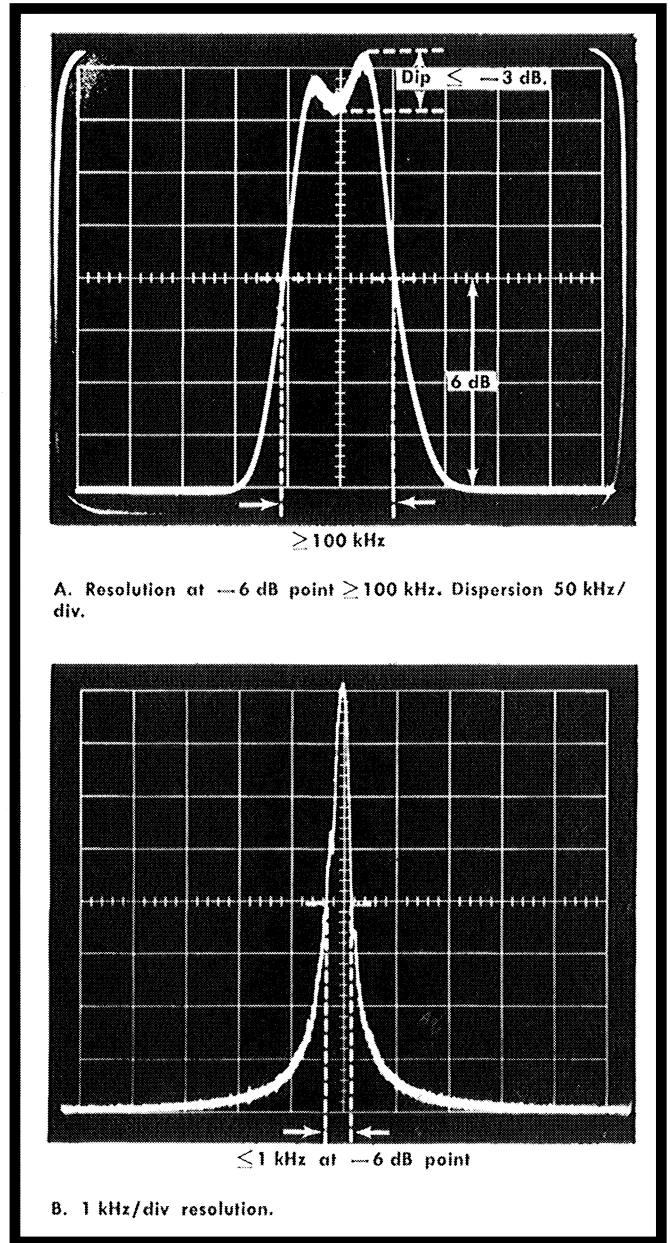 Dip ≤ —3 dB.
6 dB
≥100 kHz
A. Resolution at —6 dB point ≥100 kHz. Dispersion 50 kHz/
div.
≤1 kHz at —6 dB point
B. 1 kHz/div resolution.